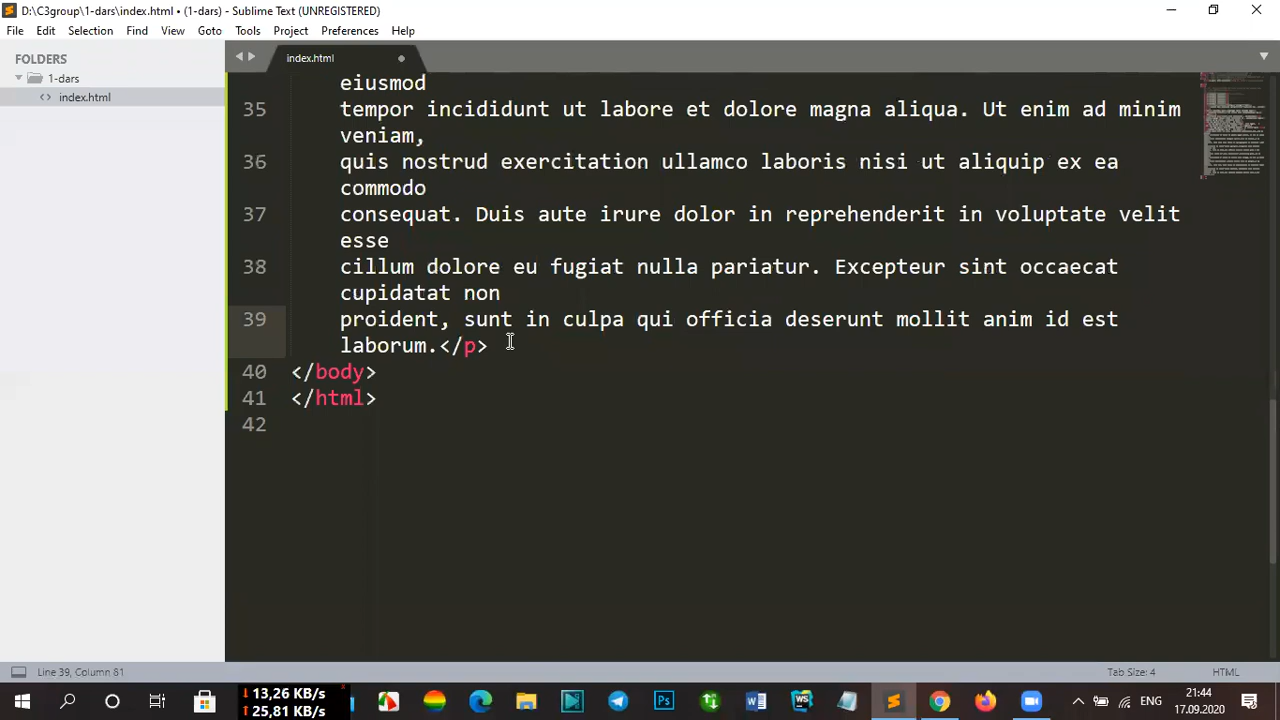 D:\C3group\1-dars\index.html • (1-dars) - Sublime Text (UNREGISTERED)
File Edit Selection Find View Goto Tools Project Preferences Help
FOLDERS
1-dars
index.html
index.html
eiusmod
35 tempor incididunt ut labore et dolore magna aliqua. Ut enim ad minim
veniam,
36 quis nostrud exercitation ullamco laboris nisi ut aliquip ex ea
commodo
37 consequat. Duis aute irure dolor in reprehenderit in voluptate velit
esse
38 cillum dolore eu fugiat nulla pariatur. Excepteur sint occaecat
cupidatat non
39 proident, sunt in culpa qui officia deserunt mollit anim id est
laborum.</p>
40 </body>
41 </html>
42
Line 39, Column 81
Tab Size: 4
HTML
13,26 KB/s
25,81 KB/s
ENG
21:44
17.09.2020